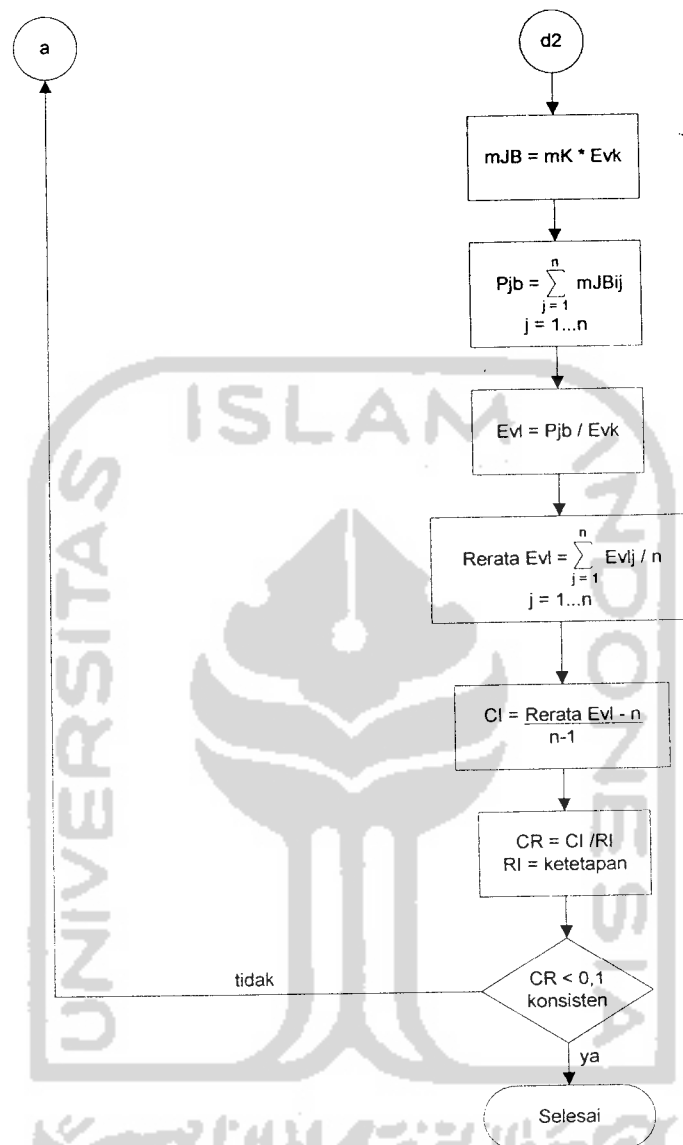 a
d2
mJB = mK * Evk
n
Pjb = ∑ mJBij
j = 1
j = 1...n
Evl = Pjb / Evk
n
Rerata Evl = ∑ Evlj / n
j = 1
j = 1...n
CI = Rerata Evl - n
n-1
CR = CI /RI
RI = ketetapan
CR < 0,1
konsisten
tidak
ya
Selesai
ISLAM
UNIVERSITAS
INDONESIA